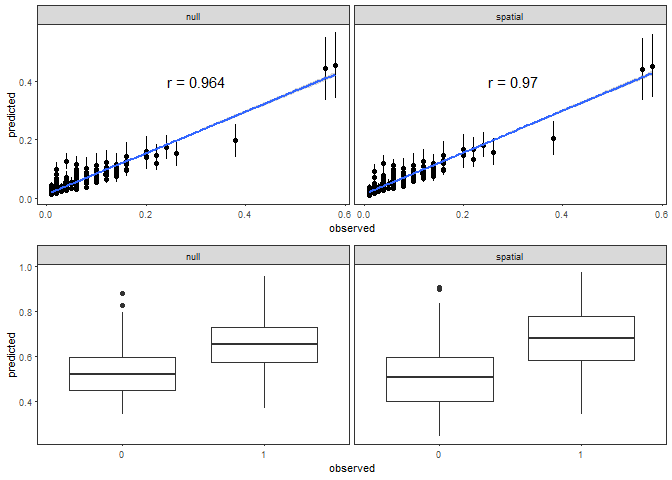 null spatial
r = 0.964 r = 0.97
predicted
0.4
0.2
0.0
0.0 0.2 0.4 0.6 0.0 0.2 0.4 0.6
observed
null spatial
predicted
1.0
0.8
0.6
0.4
0 1 0 1
observed